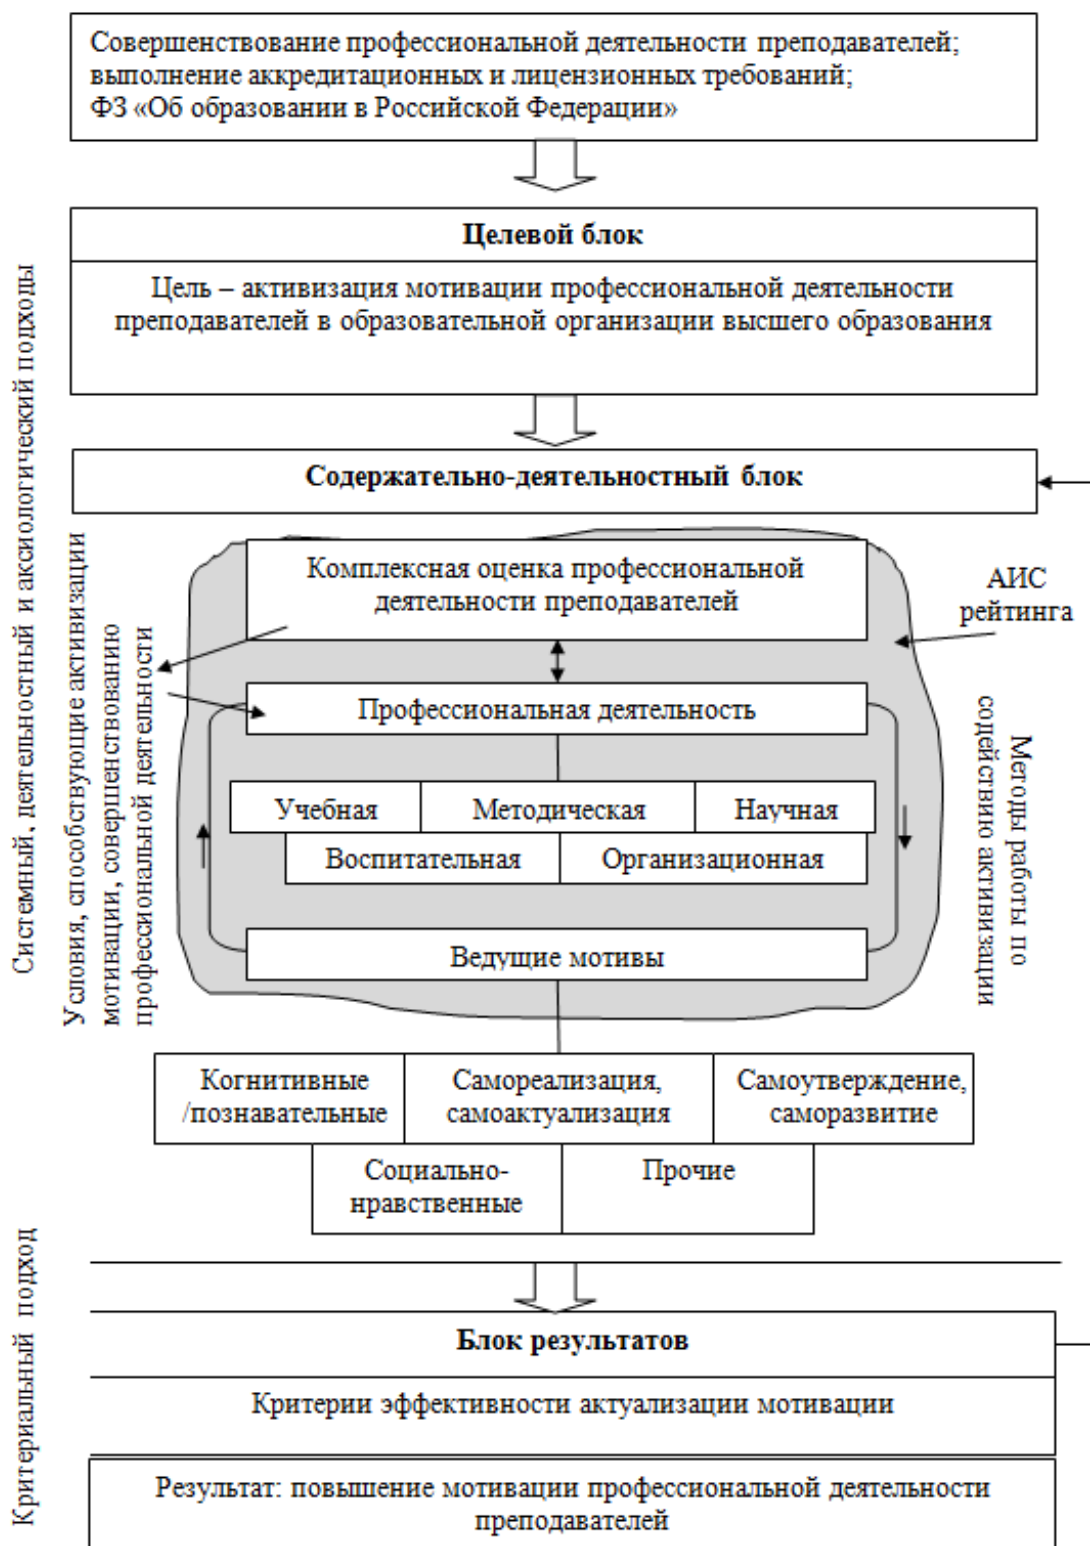 Совершенствование профессиональной деятельности преподавателей;
выполнение аккредитационных и лицензионных требований;
ФЗ «Об образовании в Российской Федерации»
Целевой блок
Цель – активизация мотивации профессиональной деятельности
преподавателей в образовательной организации высшего образования
Системный, деятельностный и аксиологический подходы
Содержательно-деятельностный блок
Условия, способствующие активизации
мотивации, совершенствованию
профессиональной деятельности
Комплексная оценка профессиональной
деятельности преподавателей
АИС
рейтинга
Профессиональная деятельность
Учебная
Методическая
Научная
Воспитательная
Организационная
Методы работы по
содействию активизации
Ведущие мотивы
Когнитивные
/познавательные
Самореализация,
самоактуализация
Самоутверждение,
саморазвитие
Социально-
нравственные
Прочие
Критериальный подход
Блок результатов
Критерии эффективности актуализации мотивации
Результат: повышение мотивации профессиональной деятельности
преподавателей